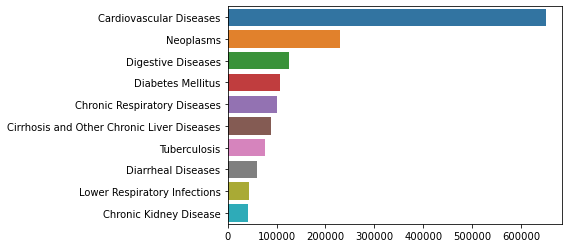 Cardiovascular Diseases
Neoplasms
Digestive Diseases
Diabetes Mellitus
Chronic Respiratory Diseases
Cirrhosis and Other Chronic Liver Diseases
Tuberculosis
Diarrheal Diseases
Lower Respiratory Infections
Chronic Kidney Disease
0 100000 200000 300000 400000 500000 600000